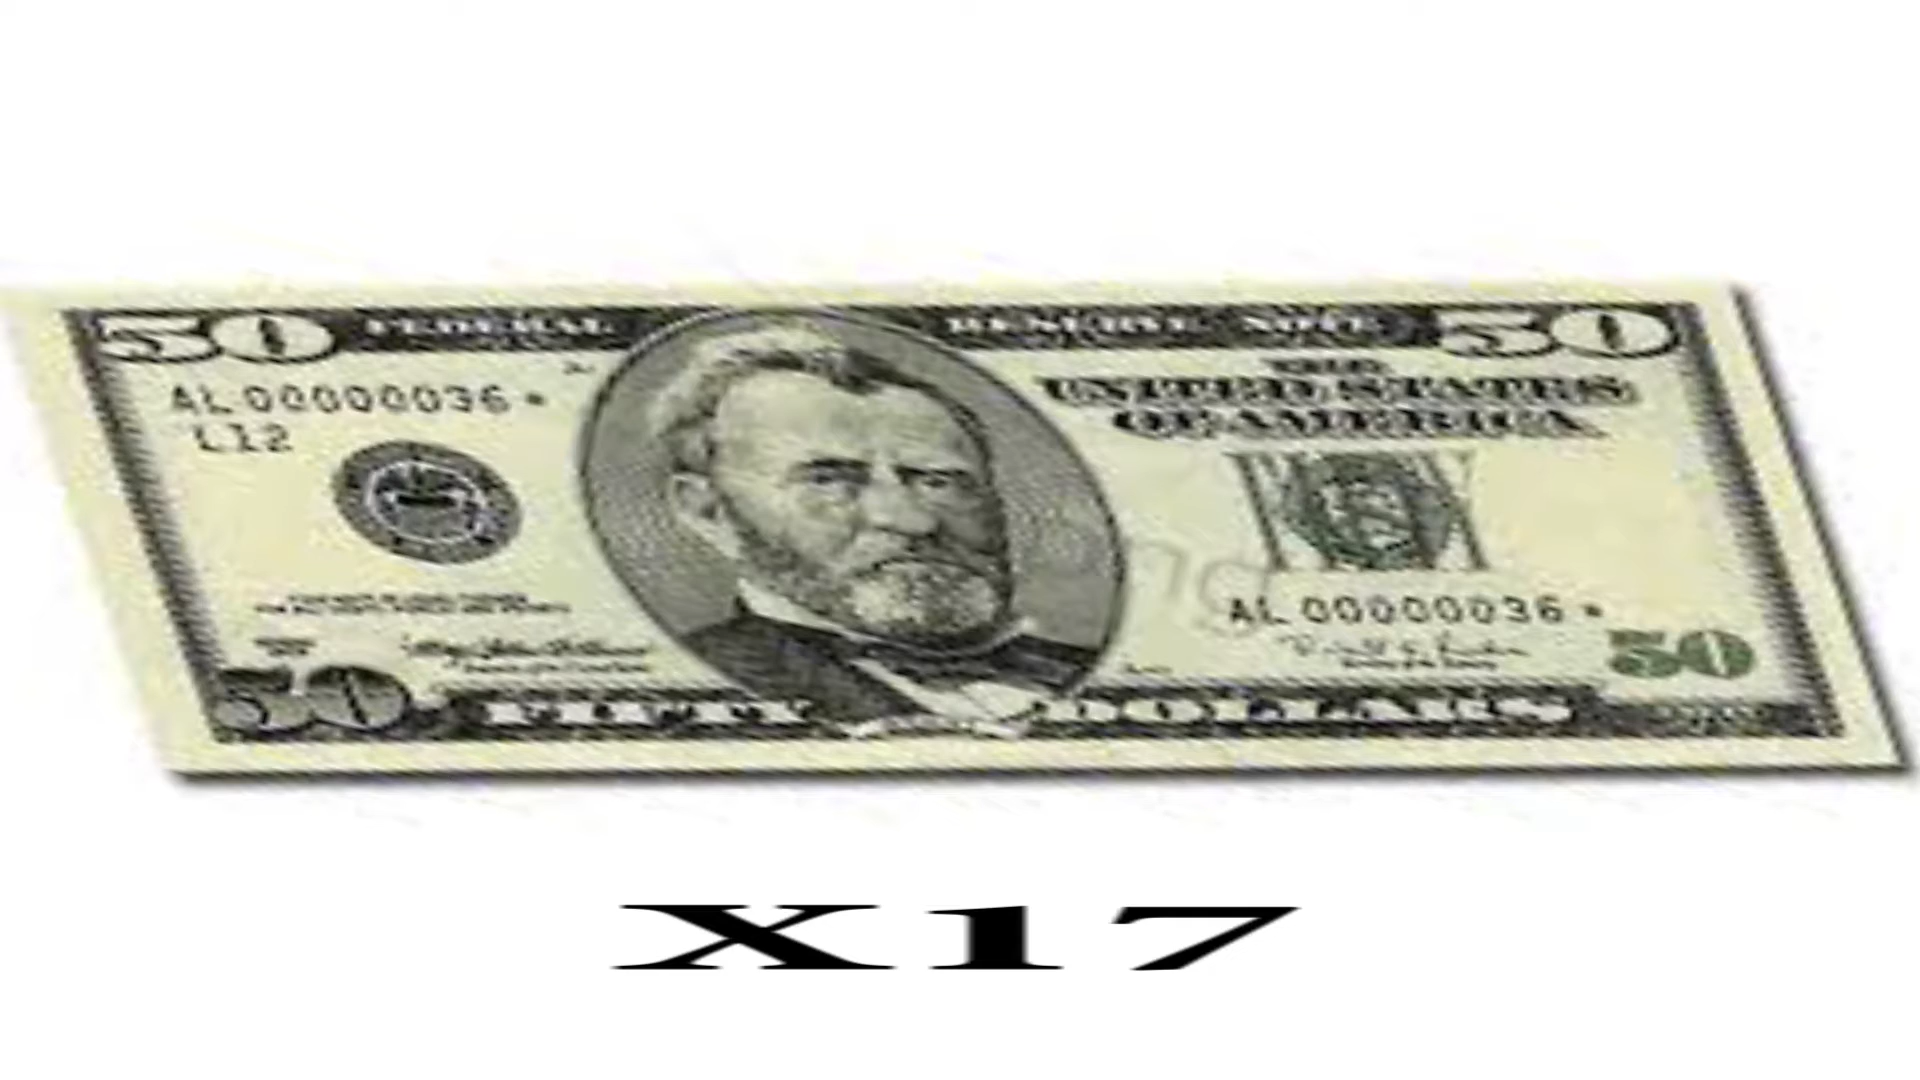 50 FEDERAL RESERVE NOTE 50
THE
UNITED STATES
OF AMERICA
AL 00000036 *
L12
AL 00000036 *
50
50 FIFTY DOLLARS
X17